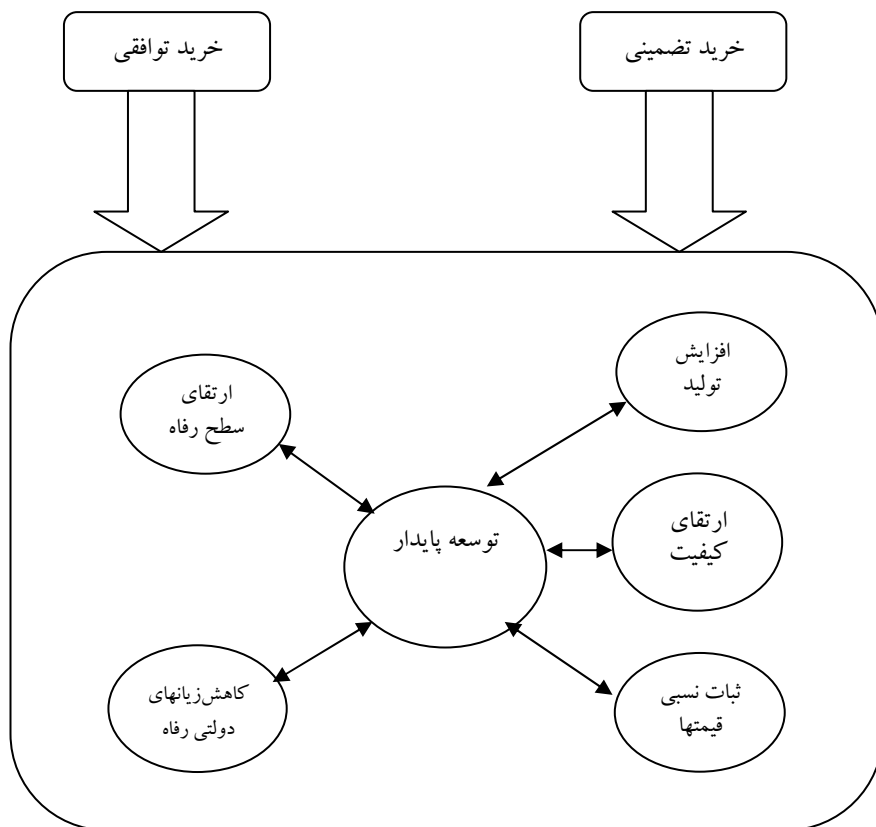 خرید تضمینی
خرید توافقی
افزایش
تولید
ارتقای
سطح رفاه
ارتقای
کیفیت
توسعه پایدار
ثبات نسبی
قیمتها
کاهش‌زیانهای
دولتی رفاه